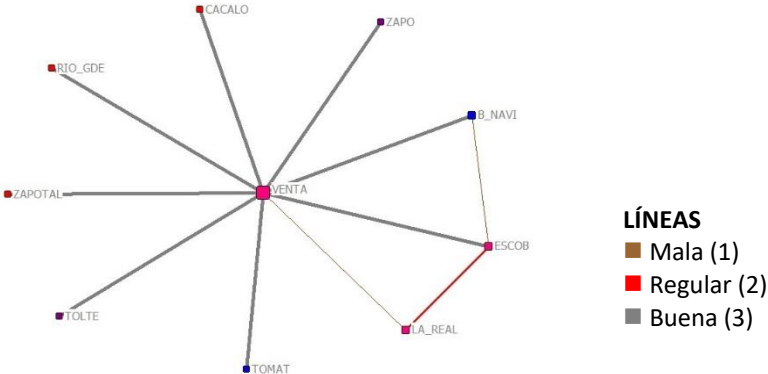 CACALO
ZAPO
RIO_GDE
B_NAVI
VENTA
ZAPOTAL
ESCOB
TOLTE
LA_REAL
TOMAT
LÍNEAS
Mala (1)
Regular (2)
Buena (3)